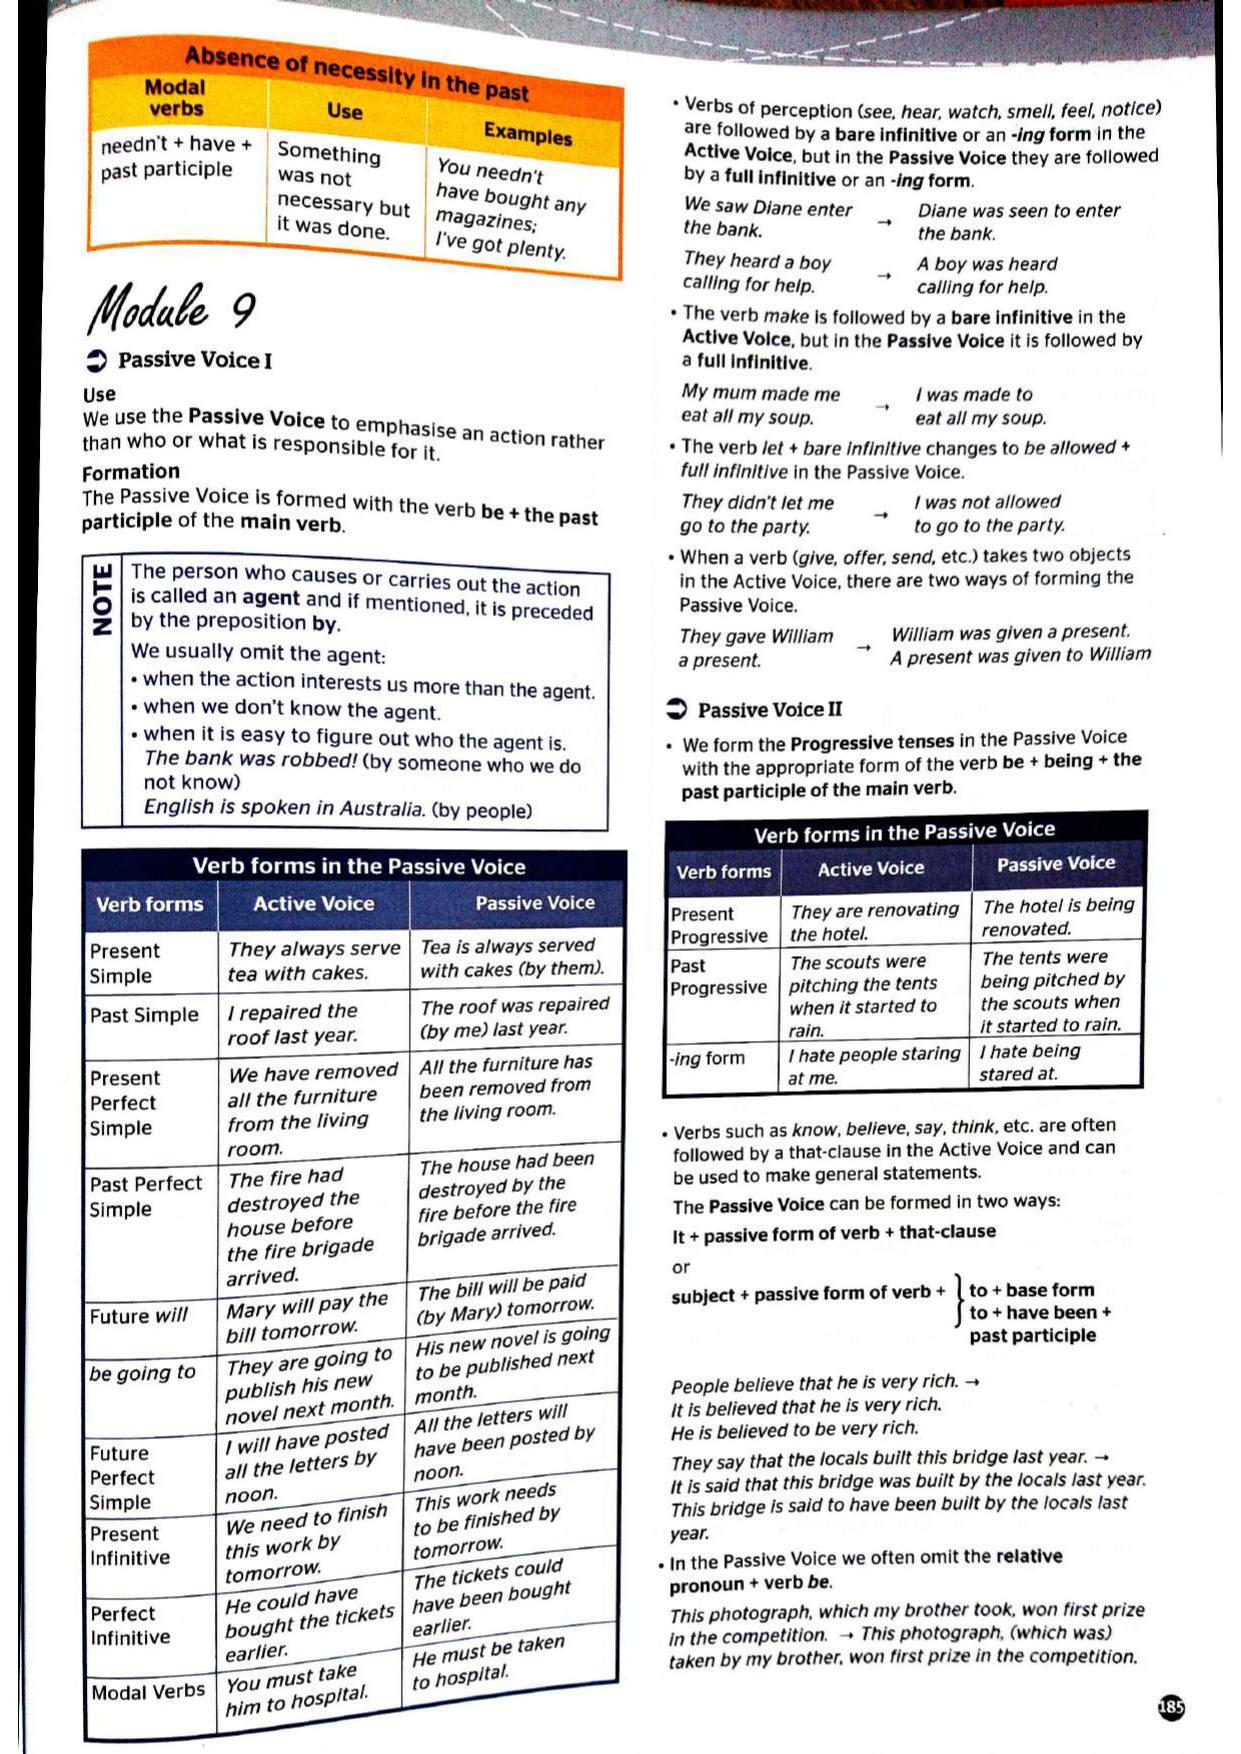 Absence of necessity in the past
Modal verbs
Use
Examples
needn't + have +
past participle
Something
was not
necessary but
it was done.
You needn't
have bought any
magazines;
I've got plenty.
Module 9
Passive Voice I
Use
We use the Passive Voice to emphasise an action rather
than who or what is responsible for it.
Formation
The Passive Voice is formed with the verb be + the past
participle of the main verb.
NOTE
The person who causes or carries out the action
is called an agent and if mentioned, it is preceded
by the preposition by.
We usually omit the agent:
• when the action interests us more than the agent.
• when we don't know the agent.
• when it is easy to figure out who the agent is.
The bank was robbed! (by someone who we do
not know)
English is spoken in Australia. (by people)
Verb forms in the Passive Voice
Verb forms
Active Voice
Passive Voice
Present
Simple
They always serve
tea with cakes.
Tea is always served
with cakes (by them).
Past Simple
I repaired the
roof last year.
The roof was repaired
(by me) last year.
Present
Perfect
Simple
We have removed
all the furniture
from the living
room.
All the furniture has
been removed from
the living room.
Past Perfect
Simple
The fire had
destroyed the
house before
the fire brigade
arrived.
The house had been
destroyed by the
fire before the fire
brigade arrived.
Future will
Mary will pay the
bill tomorrow.
The bill will be paid
(by Mary) tomorrow.
be going to
They are going to
publish his new
novel next month.
His new novel is going
to be published next
month.
Future
Perfect
Simple
I will have posted
all the letters by
noon.
All the letters will
have been posted by
noon.
Present
Infinitive
We need to finish
this work by
tomorrow.
This work needs
to be finished by
tomorrow.
Perfect
Infinitive
He could have
bought the tickets
earlier.
The tickets could
have been bought
earlier.
Modal Verbs
You must take
him to hospital.
He must be taken
to hospital.
• Verbs of perception (see, hear, watch, smell, feel, notice)
are followed by a bare infinitive or an -ing form in the
Active Voice, but in the Passive Voice they are followed
by a full infinitive or an -ing form.
We saw Diane enter
the bank.
→
Diane was seen to enter
the bank.
They heard a boy
calling for help.
→
A boy was heard
calling for help.
• The verb make is followed by a bare infinitive in the
Active Voice, but in the Passive Voice it is followed by
a full infinitive.
My mum made me
eat all my soup.
→
I was made to
eat all my soup.
• The verb let + bare infinitive changes to be allowed +
full infinitive in the Passive Voice.
They didn't let me
go to the party.
→
I was not allowed
to go to the party.
• When a verb (give, offer, send, etc.) takes two objects
in the Active Voice, there are two ways of forming the
Passive Voice.
They gave William
a present.
→
William was given a present.
A present was given to William
Passive Voice II
• We form the Progressive tenses in the Passive Voice
with the appropriate form of the verb be + being + the
past participle of the main verb.
Verb forms in the Passive Voice
Verb forms
Active Voice
Passive Voice
Present
Progressive
They are renovating
the hotel.
The hotel is being
renovated.
Past
Progressive
The scouts were
pitching the tents
when it started to
rain.
The tents were
being pitched by
the scouts when
it started to rain.
-ing form
I hate people staring
at me.
I hate being
stared at.
• Verbs such as know, believe, say, think, etc. are often
followed by a that-clause in the Active Voice and can
be used to make general statements.
The Passive Voice can be formed in two ways:
It + passive form of verb + that-clause
or
subject + passive form of verb +
to + base form
to + have been +
past participle
People believe that he is very rich. →
It is believed that he is very rich.
He is believed to be very rich.
They say that the locals built this bridge last year. →
It is said that this bridge was built by the locals last year.
This bridge is said to have been built by the locals last
year.
• In the Passive Voice we often omit the relative
pronoun + verb be.
This photograph, which my brother took, won first prize
in the competition. → This photograph, (which was)
taken by my brother, won first prize in the competition.
185